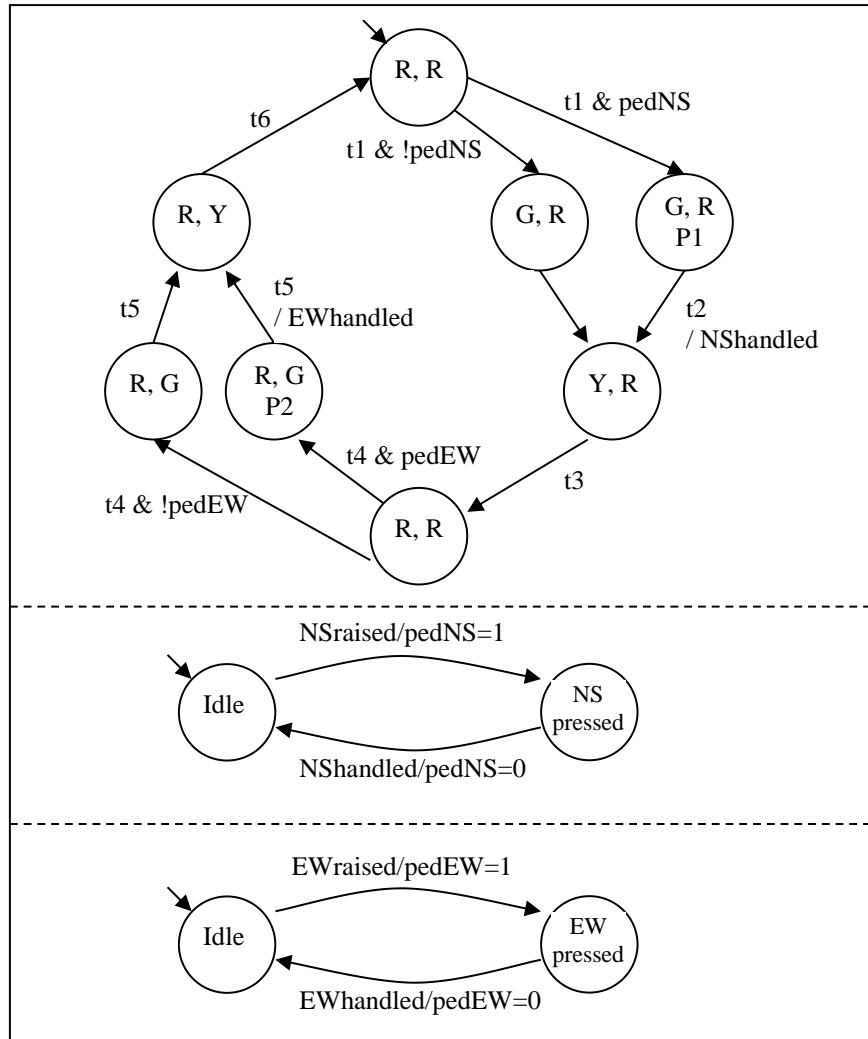 R, R
t6
t1 & pedNS
t1 & !pedNS
R, Y
G, R
G, R
P1
t5
t5
/ EWhandled
t2
/ NShandled
R, G
R, G
P2
Y, R
t4 & pedEW
t3
t4 & !pedEW
R, R
NSraised/pedNS=1
Idle
NS
pressed
NShandled/pedNS=0
EWraised/pedEW=1
Idle
EW
pressed
EWhandled/pedEW=0